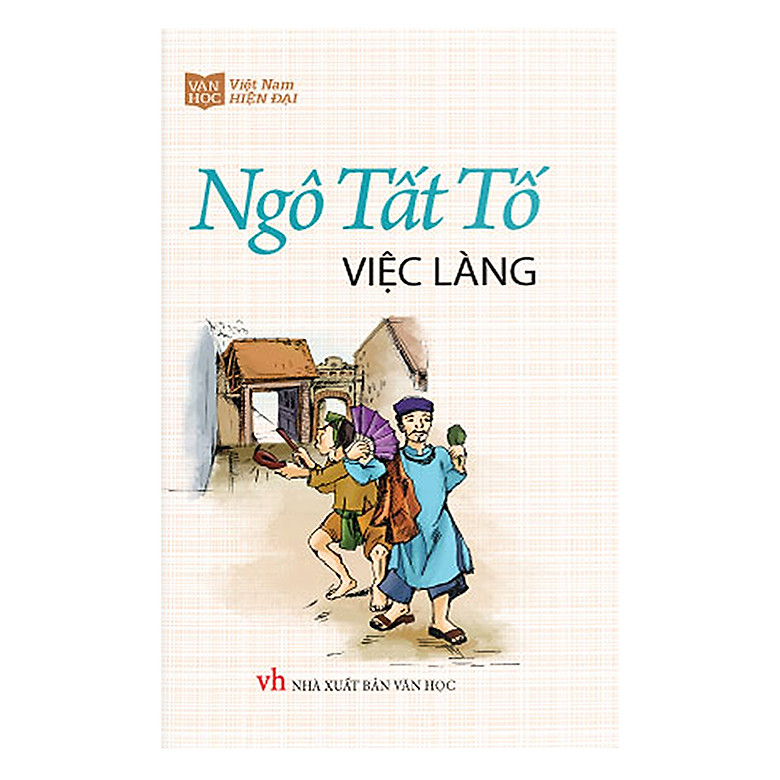 VĂN HỌC Việt Nam HIỆN ĐẠI
Ngô Tất Tố
VIỆC LÀNG
vh NHÀ XUẤT BẢN VĂN HỌC